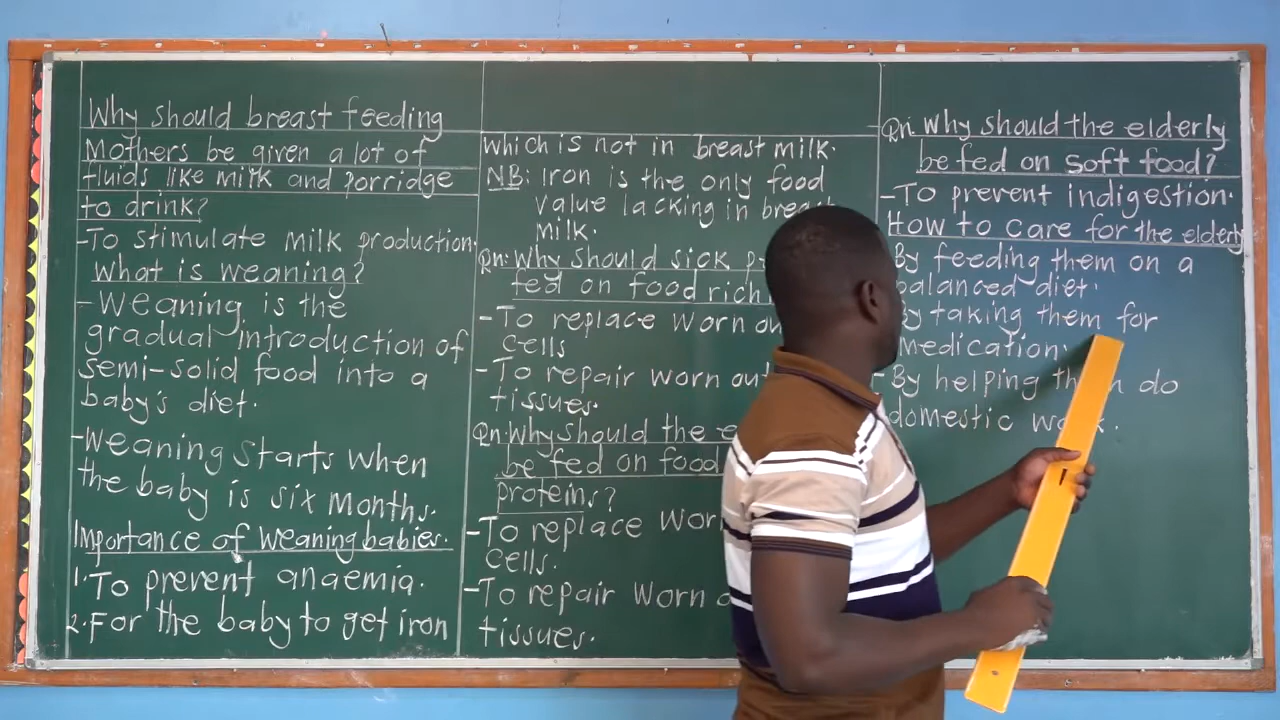 Why should breast feeding
Mothers be given a lot of
fluids like milk and porridge
to drink?
-To stimulate milk production.
What is weaning?
-Weaning is the
gradual introduction of
semi-solid food into a
baby's diet.
-Weaning starts when
the baby is six months.
Importance of weaning babies.
1.To prevent anaemia.
2.For the baby to get iron
which is not in breast milk.
NB: Iron is the only food
value lacking in breast
milk.
Qn: Why should sick
fed on food rich
-To replace worn
cells
-To repair worn out
tissues.
Qn: Why should the
be fed on food
proteins?
-To replace
cells.
-To repair worn
tissues.
Qn: Why should the elderly
be fed on soft food?
-To prevent indigestion.
How to care for the elderly
By feeding them on a
balanced diet.
By taking them for
medication.
-By helping them do
domestic work.